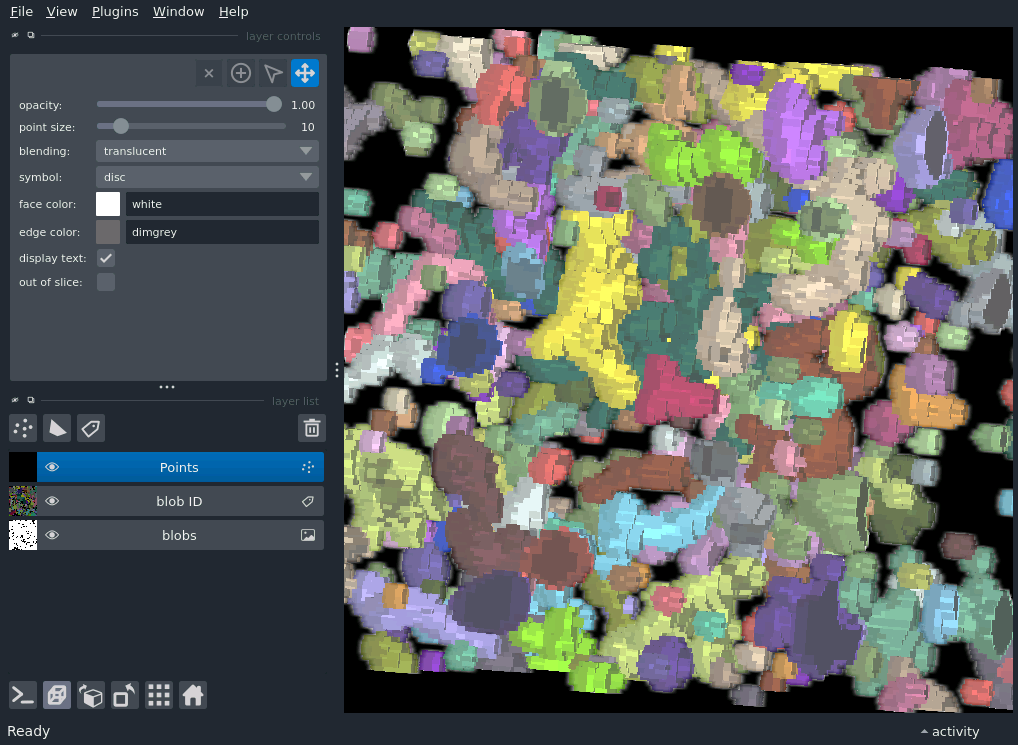 File View Plugins Window Help
layer controls
opacity: 1.00
point size: 10
blending: translucent
symbol: disc
face color: white
edge color: dimgrey
display text:
out of slice:
layer list
Points
blob ID
blobs
Ready
activity